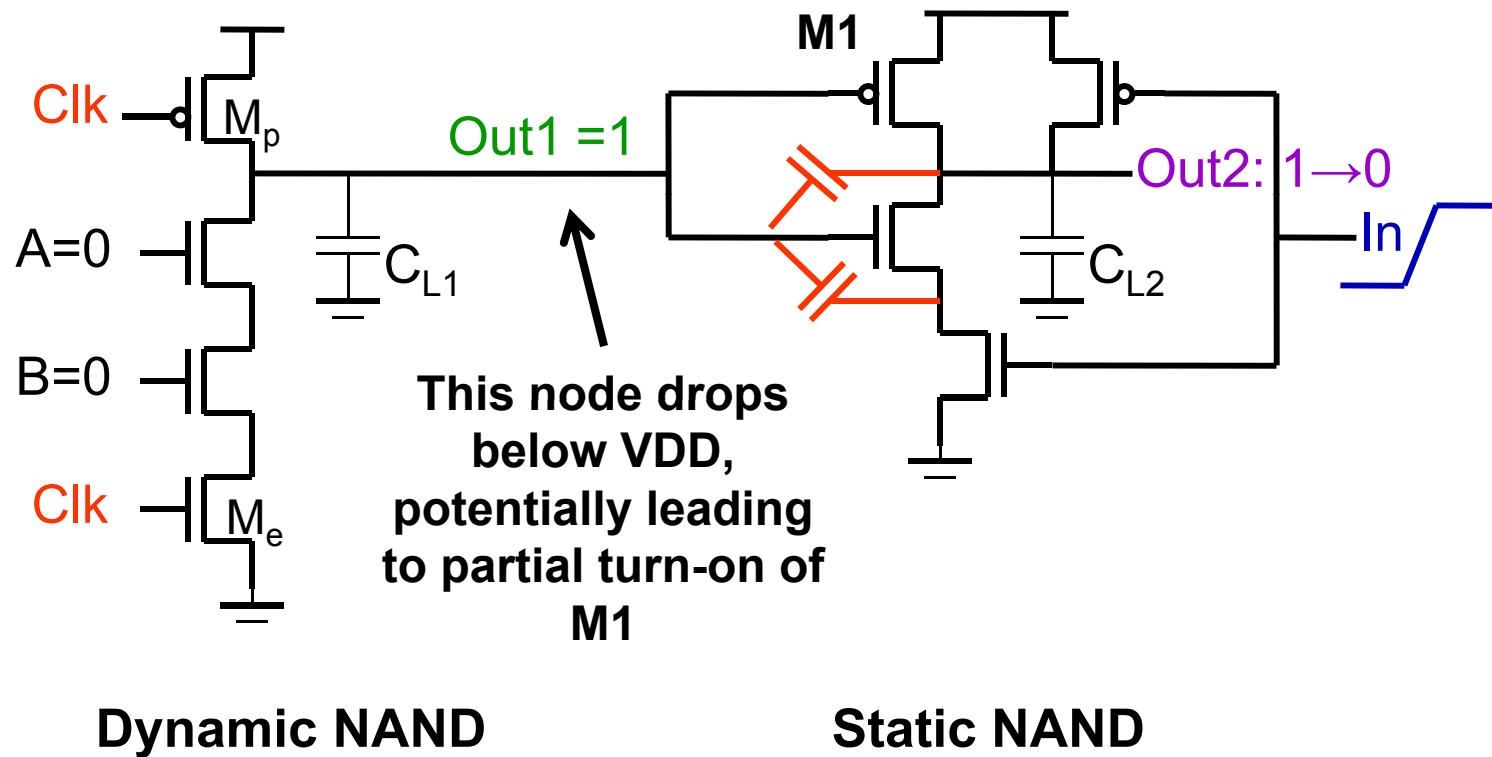 M1
Clk
Mp
Out1 =1
Out2: 1→0
A=0
CL1
CL2
In
B=0
This node drops
below VDD,
potentially leading
to partial turn-on of
M1
Clk
Me
Dynamic NAND
Static NAND